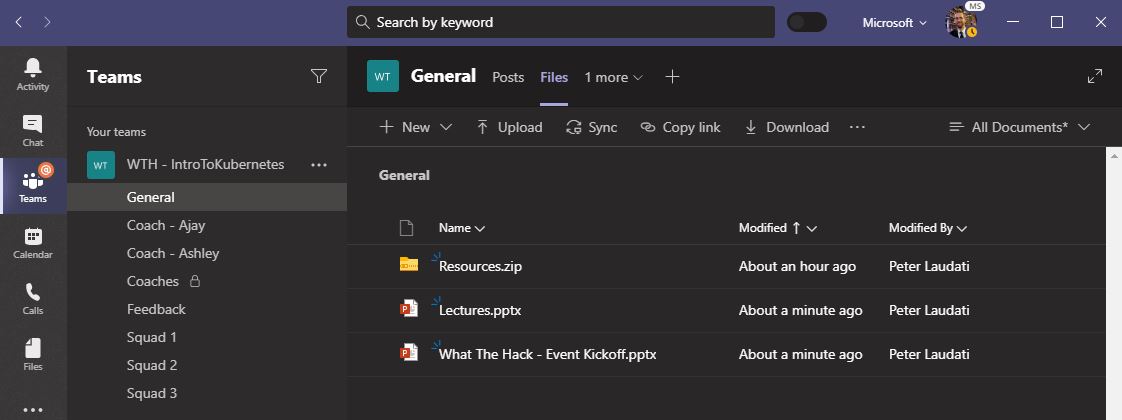 Search by keyword
Microsoft
MS
Activity
Chat
Teams
Calendar
Calls
Files
Teams
Your teams
WT WTH - IntroToKubernetes
General
Coach - Ajay
Coach - Ashley
Coaches
Feedback
Squad 1
Squad 2
Squad 3
WT General Posts Files 1 more
New Upload Sync Copy link Download All Documents*
General
Name Modified Modified By
Resources.zip About an hour ago Peter Laudati
Lectures.pptx About a minute ago Peter Laudati
What The Hack - Event Kickoff.pptx About a minute ago Peter Laudati